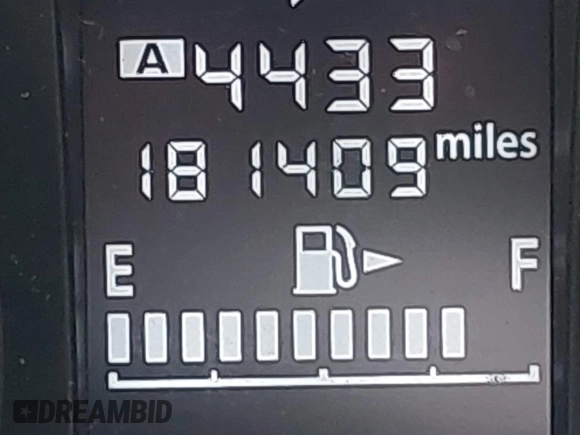 A 4433
181409 miles
E F
DREAMBID